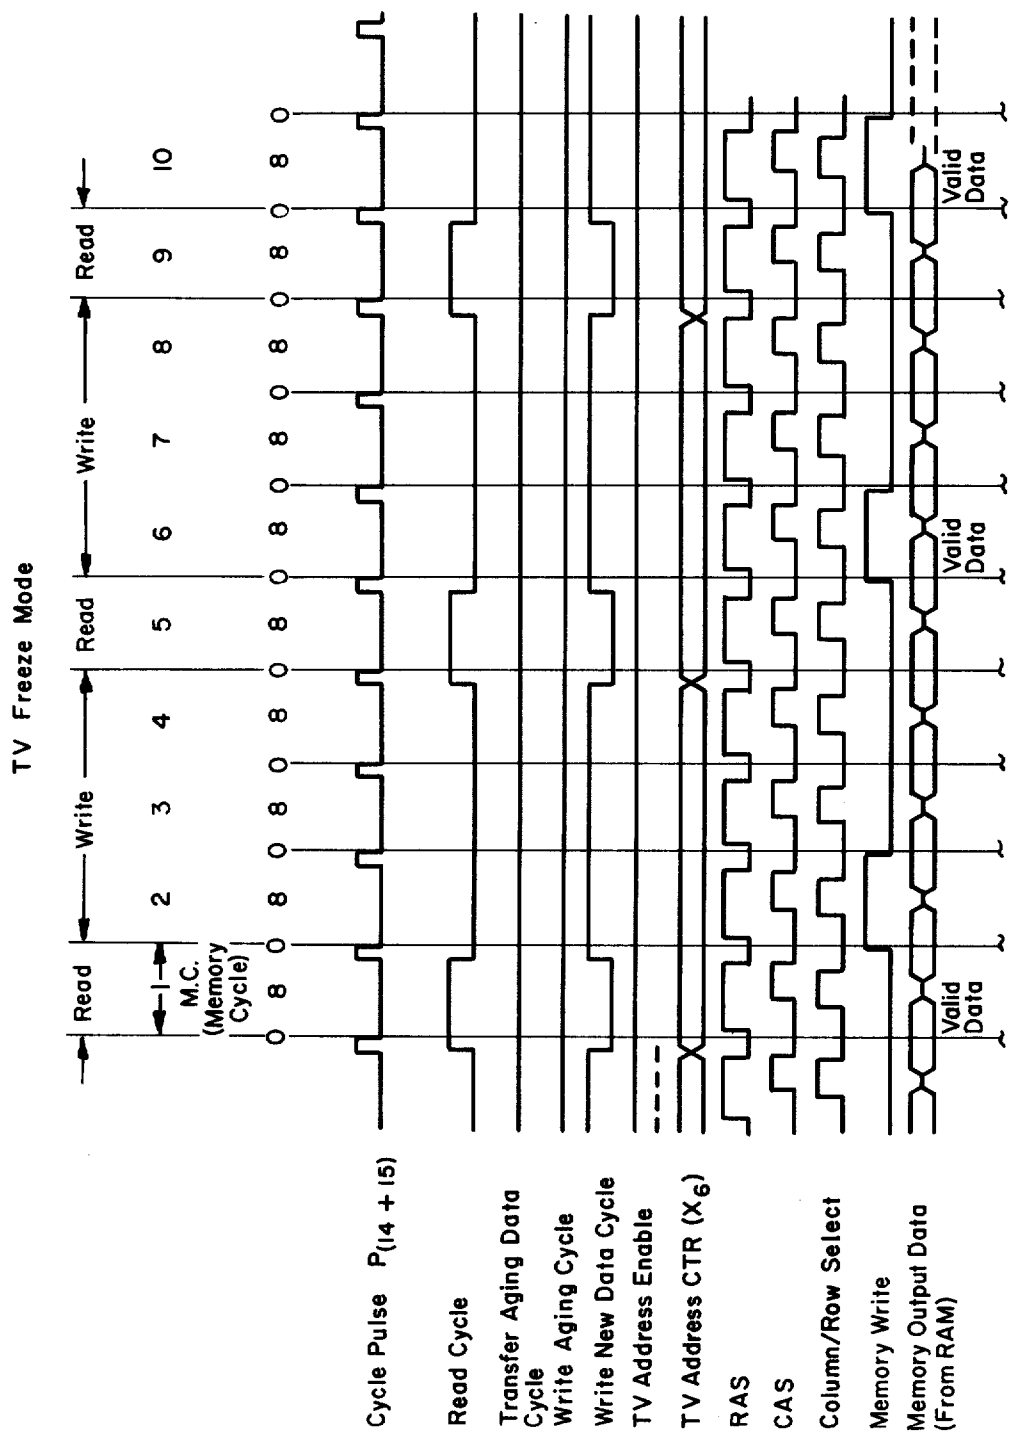 TV Freeze Mode
Read Write Read Write Read
1 2 3 4 5 6 7 8 9 10
M.C.
(Memory
Cycle)
0 8 0 8 0 8 0 8 0 8 0 8 0 8 0 8 0 8 0 8 0
Cycle Pulse P(14 + 15)
Read Cycle
Transfer Aging Data
Cycle
Write Aging Cycle
Write New Data Cycle
TV Address Enable
TV Address CTR (X6)
RAS
CAS
Column/Row Select
Memory Write
Memory Output Data
(From RAM)
Valid
Data
Valid
Data
Valid
Data